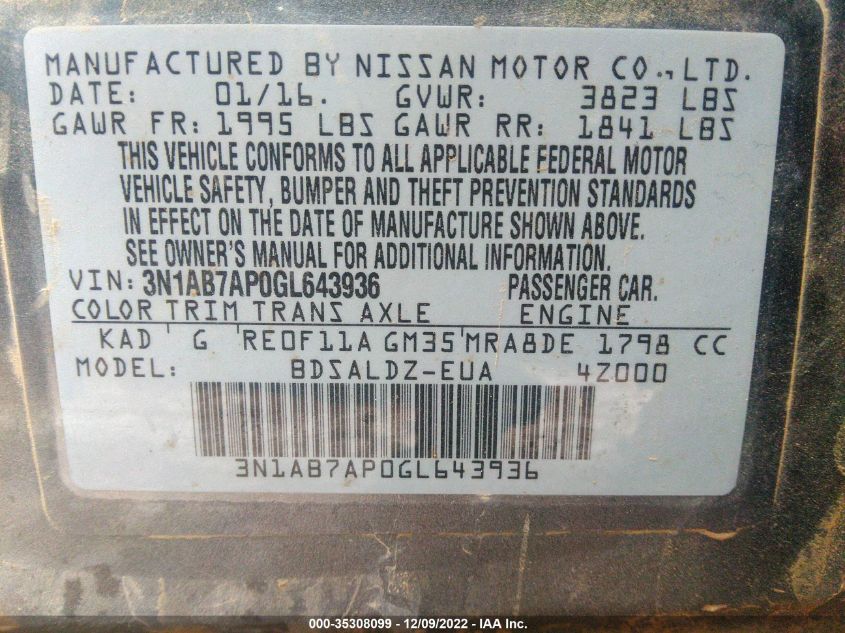 MANUFACTURED BY NISSAN MOTOR CO., LTD.
DATE: 01/16. GVWR: 3823 LBS
GAWR FR: 1995 LBS GAWR RR: 1841 LBS
THIS VEHICLE CONFORMS TO ALL APPLICABLE FEDERAL MOTOR
VEHICLE SAFETY, BUMPER AND THEFT PREVENTION STANDARDS
IN EFFECT ON THE DATE OF MANUFACTURE SHOWN ABOVE.
SEE OWNER'S MANUAL FOR ADDITIONAL INFORMATION.
VIN: 3N1AB7AP0GL643936 PASSENGER CAR.
COLOR TRIM TRANS AXLE ENGINE
KAD G RE0F11A GM35 MRA8DE 1798 CC
MODEL: BDSALDZ-EUA 4Z000
3N1AB7AP0GL643936
000-35308099 - 12/09/2022 - IAA Inc.